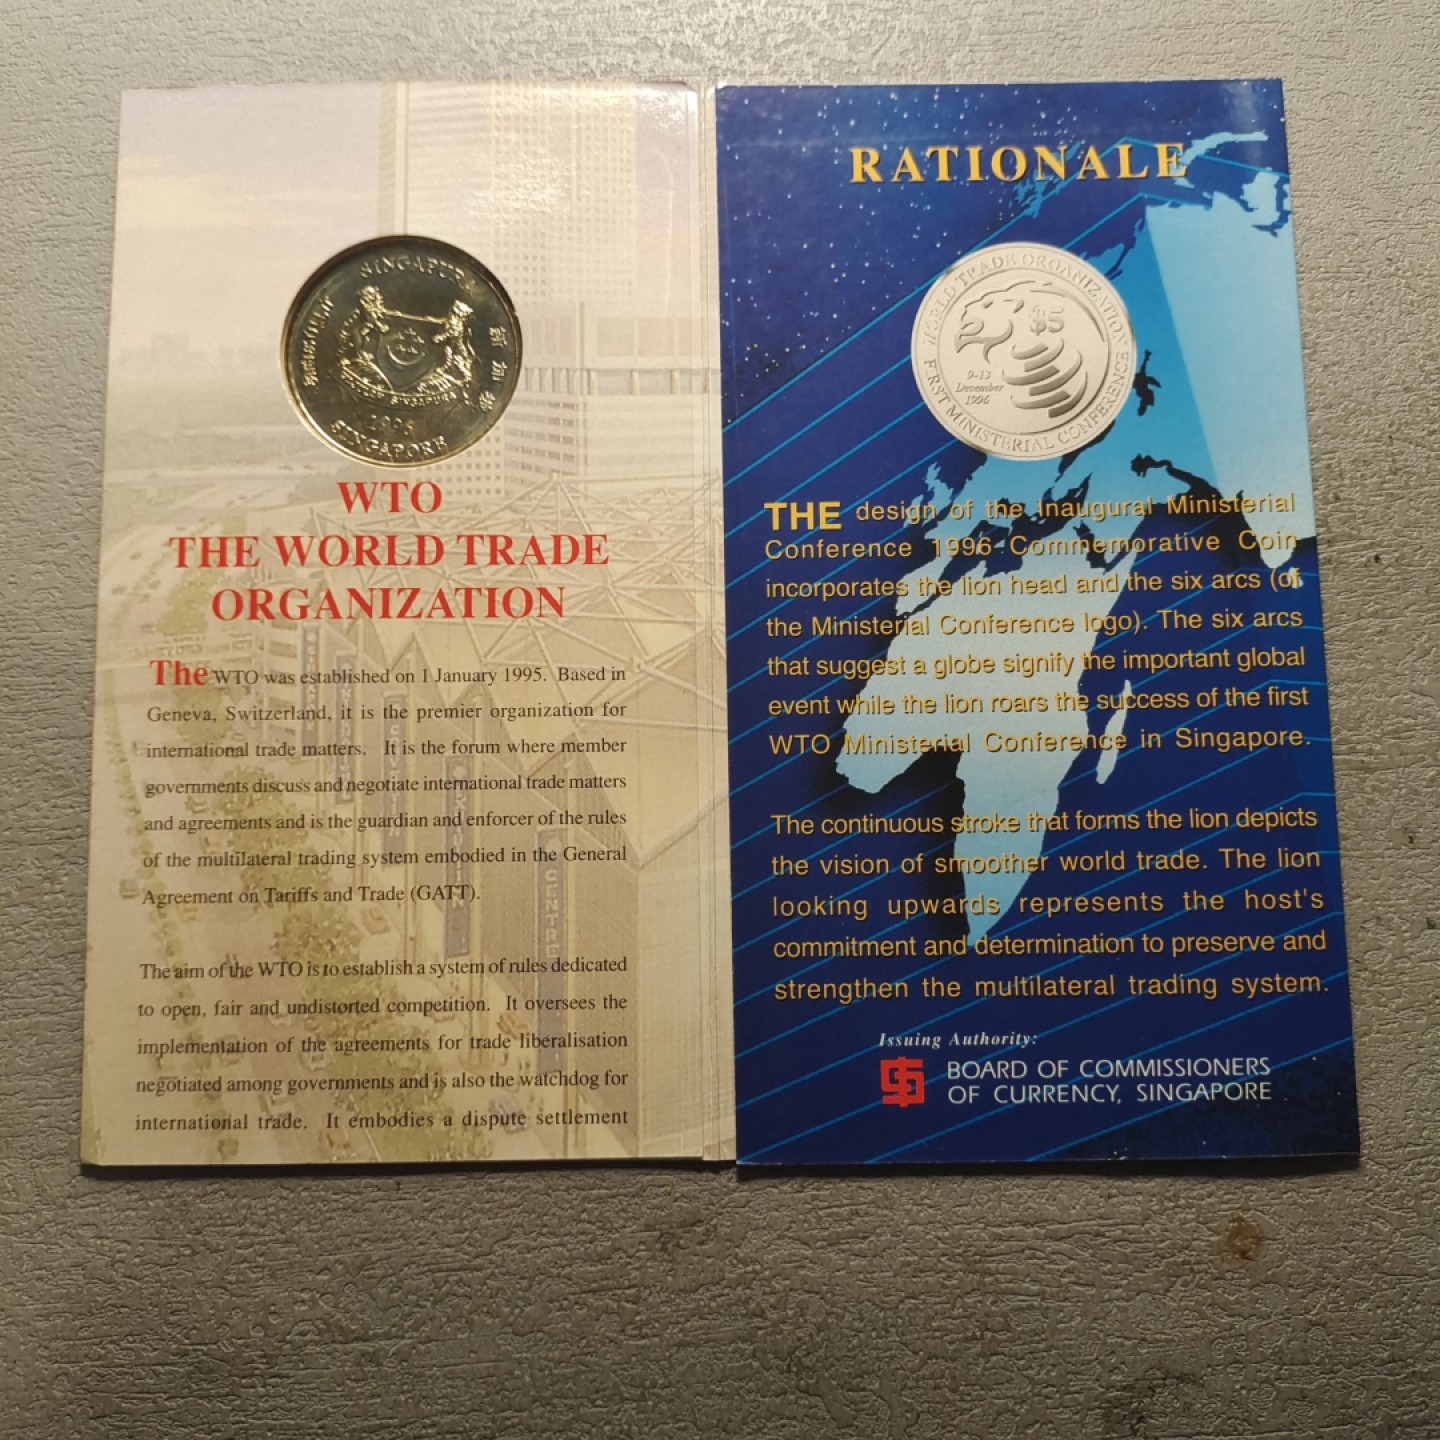 SINGAPURA
சிங்கப்பூர்
新加坡
MAJULAH SINGAPURA
1996
SINGAPORE
WTO
THE WORLD TRADE
ORGANIZATION
The WTO was established on 1 January 1995. Based in
Geneva, Switzerland, it is the premier organization for
international trade matters. It is the forum where member
governments discuss and negotiate international trade matters
and agreements and is the guardian and enforcer of the rules
of the multilateral trading system embodied in the General
Agreement on Tariffs and Trade (GATT).
The aim of the WTO is to establish a system of rules dedicated
to open, fair and undistorted competition. It oversees the
implementation of the agreements for trade liberalisation
negotiated among governments and is also the watchdog for
international trade. It embodies a dispute settlement
CENTRE
RATIONALE
WORLD TRADE ORGANIZATION
$5
9-13
December
1996
FIRST MINISTERIAL CONFERENCE
THE design of the Inaugural Ministerial
Conference 1996 Commemorative Coin
incorporates the lion head and the six arcs (of
the Ministerial Conference logo). The six arcs
that suggest a globe signify the important global
event while the lion roars the success of the first
WTO Ministerial Conference in Singapore.
The continuous stroke that forms the lion depicts
the vision of smoother world trade. The lion
looking upwards represents the host's
commitment and determination to preserve and
strengthen the multilateral trading system.
Issuing Authority:
BOARD OF COMMISSIONERS
OF CURRENCY, SINGAPORE